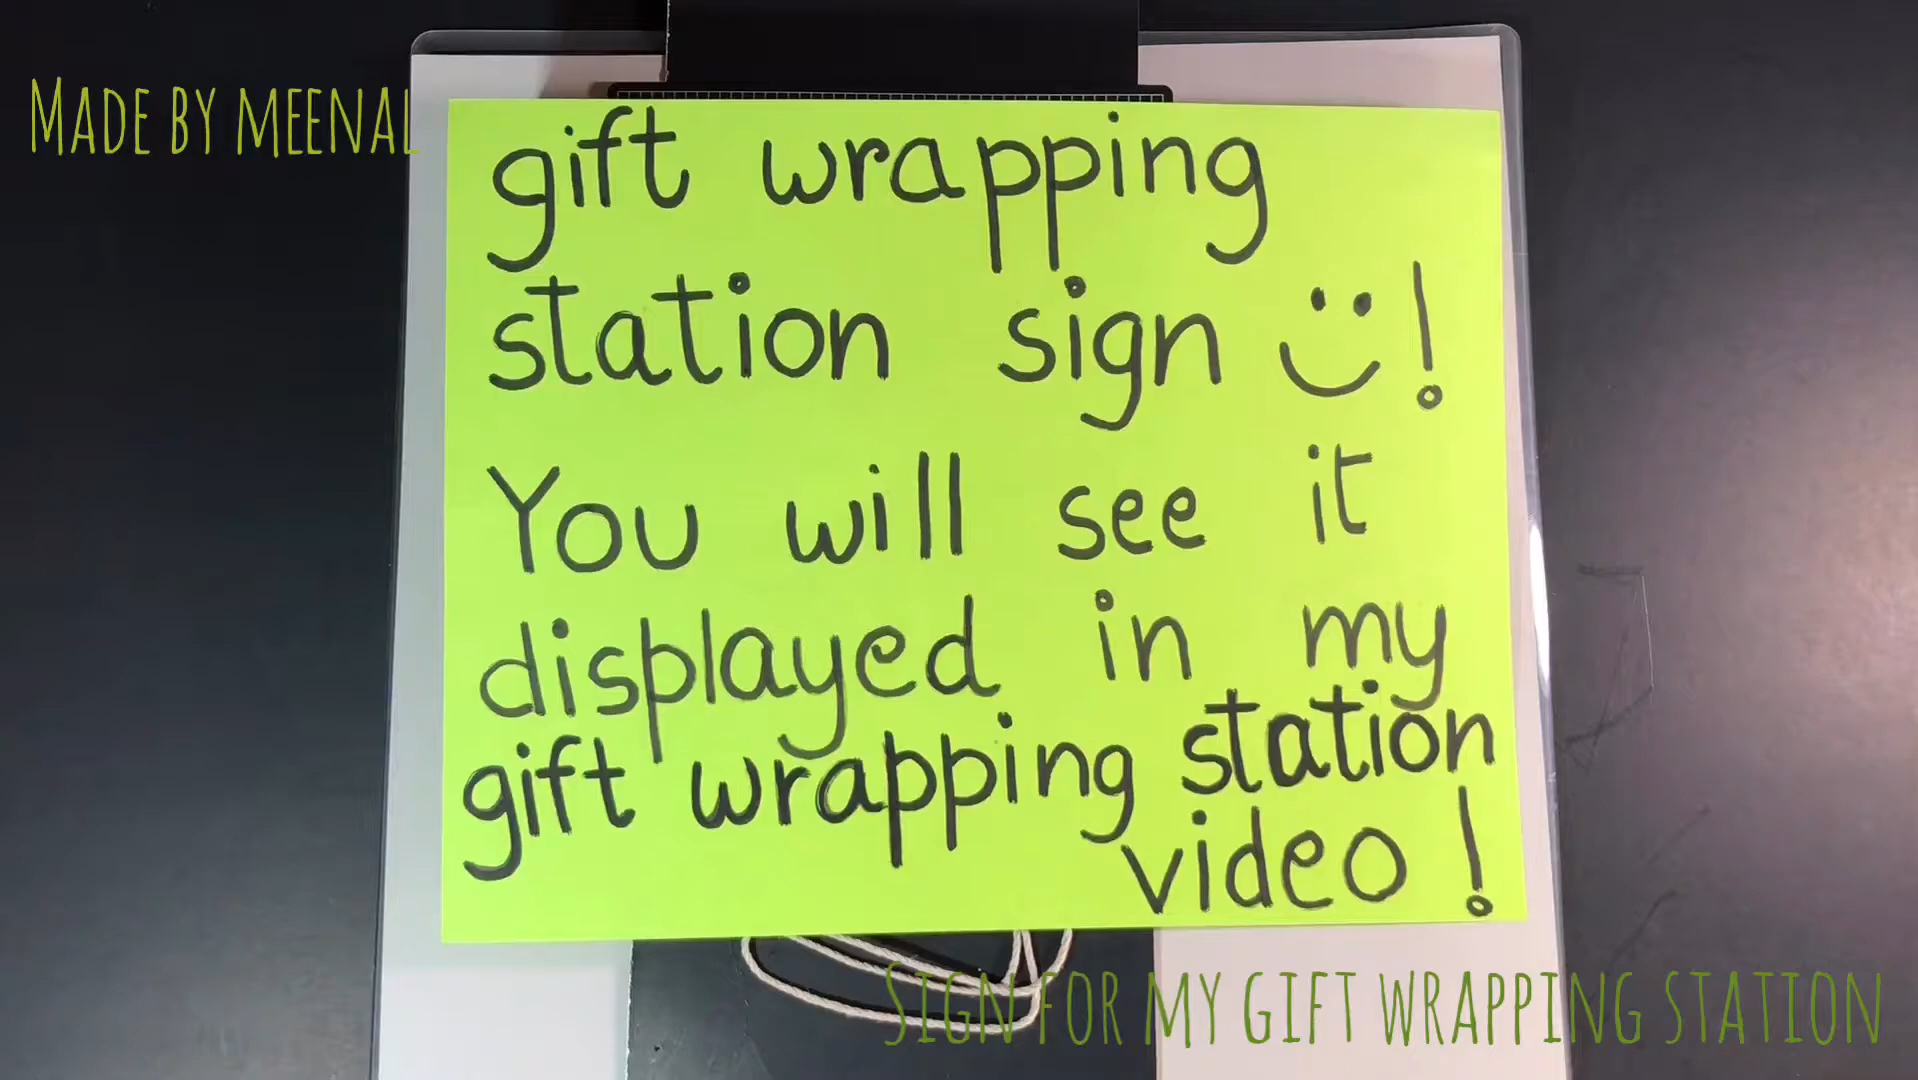 MADE BY MEENAL
gift wrapping
station sign !
You will see it
displayed in my
gift wrapping station
video !
SIGN FOR MY GIFT WRAPPING STATION